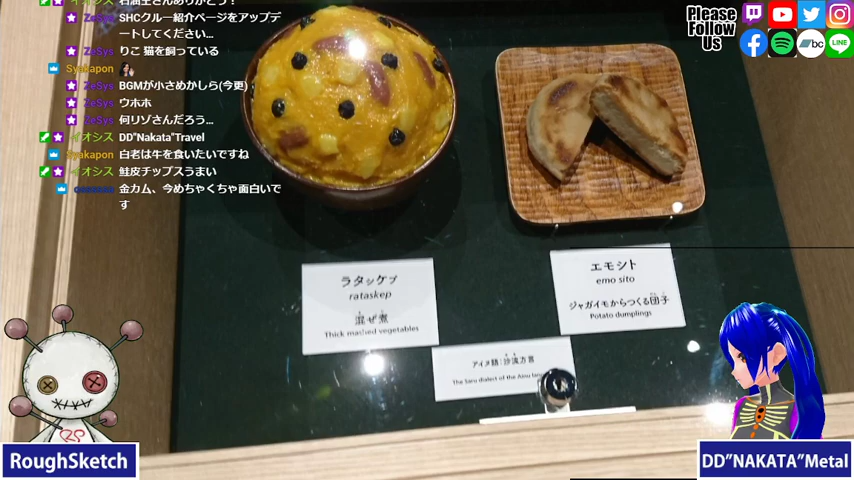 イオシス 石油王さんありがとう！
ZeSys SHCクルー紹介ページをアップデ
ートしてください...
ZeSys りこ 猫を飼っている
Syakapon
ZeSys BGMが小さめかしら(今更)
ZeSys ウホホ
ZeSys 何リゾさんだろう...
イオシス DD"Nakata"Travel
Syakapon 白老は牛を食いたいですね
イオシス 鮭皮チップスうまい
金カム、今めちゃくちゃ面白いで
す
Please
Follow
Us
LINE
ラタㇱケㇷ゚
rataskep
混ぜ煮
Thick mashed vegetables
エモシト
emo sito
ジャガイモからつくる団子
Potato dumplings
アイヌ語:沙流方言
The Saru dialect of the Ainu
RoughSketch
DD"NAKATA"Metal